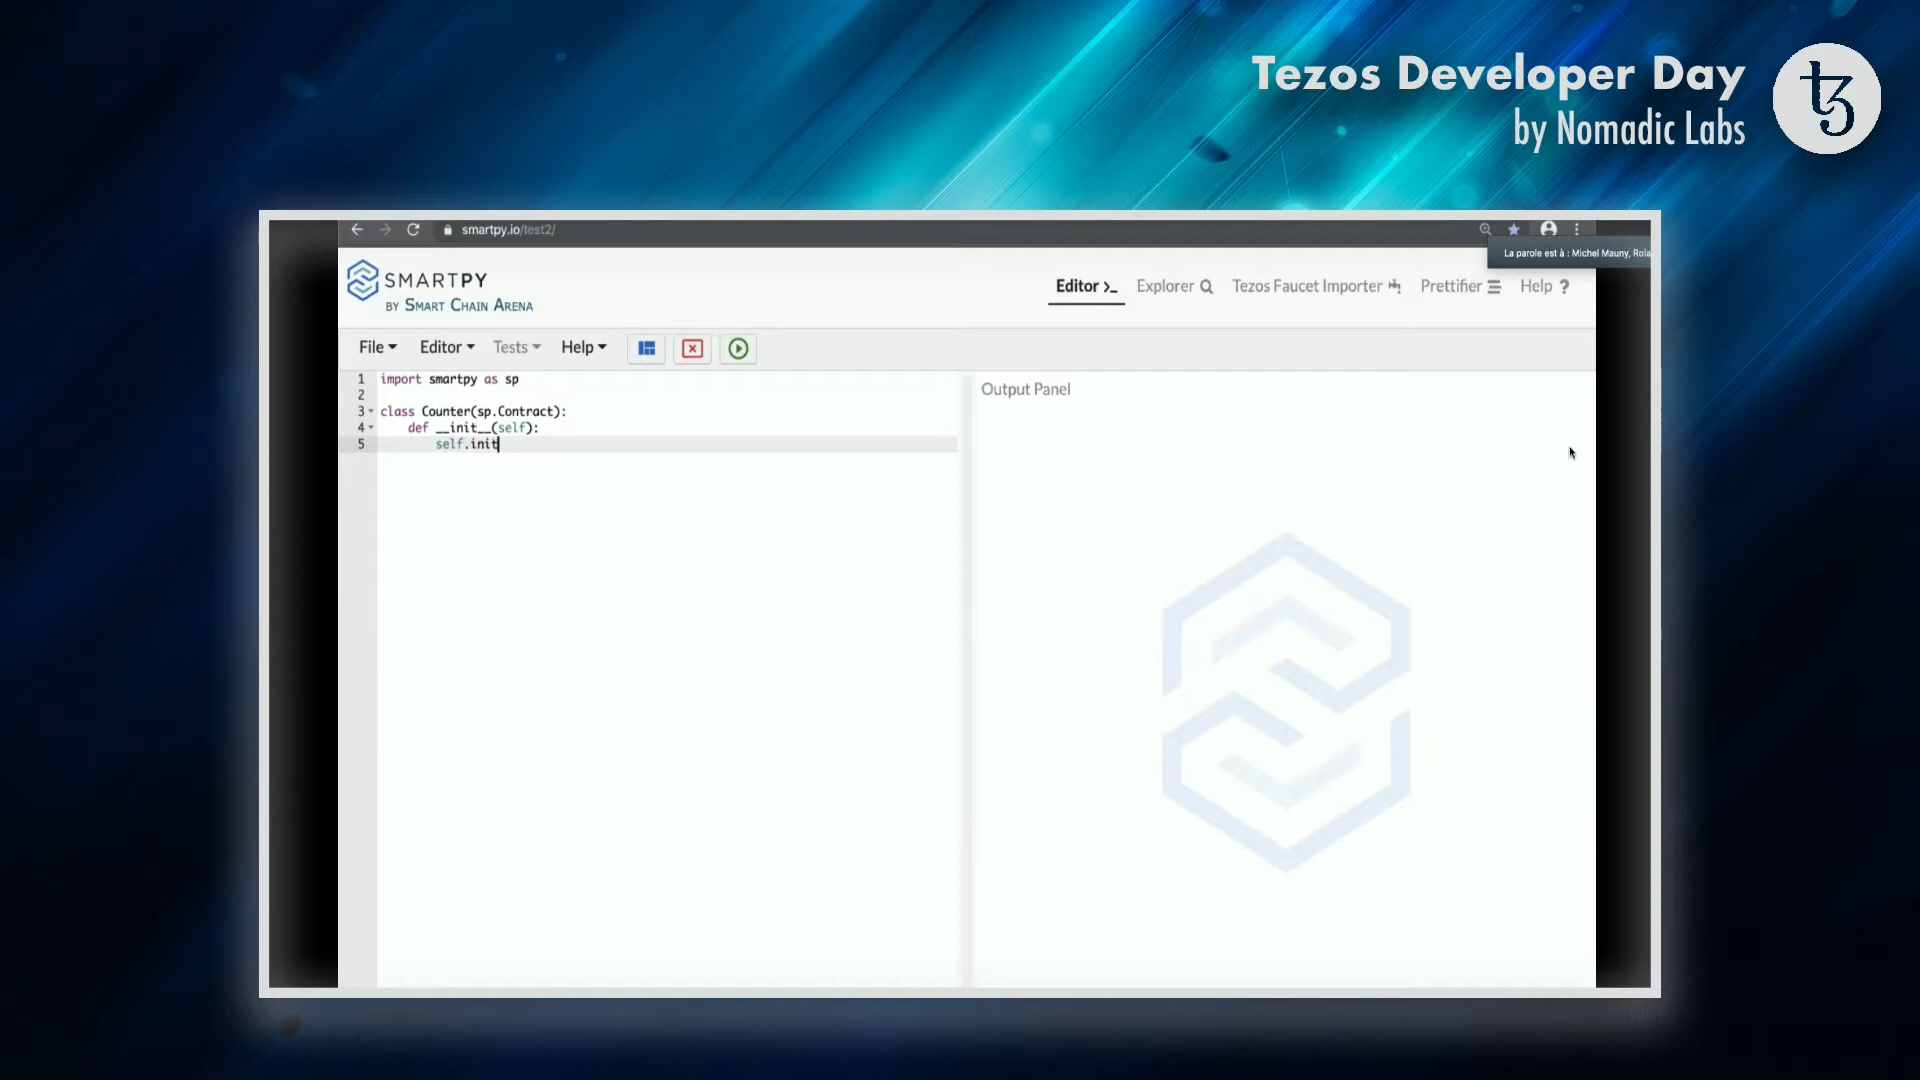 Tezos Developer Day
by Nomadic Labs
smartpy.io/test2/
La parole est à : Michel Mauny, Rola
SMARTPY
BY SMART CHAIN ARENA
Editor >_ Explorer Tezos Faucet Importer Prettifier Help ?
File Editor Tests Help
1 import smartpy as sp
2
3 class Counter(sp.Contract):
4 def __init__(self):
5 self.init
Output Panel